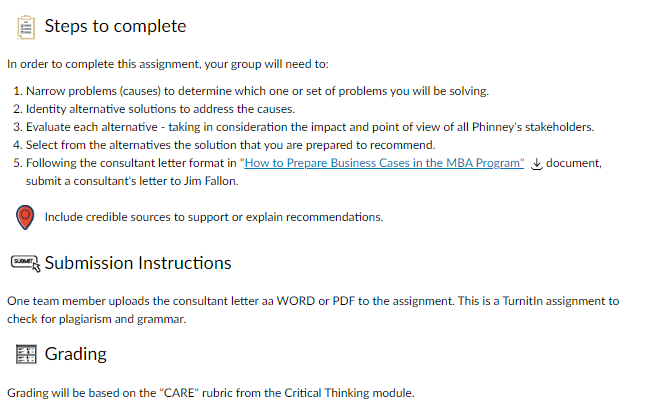 Steps to complete
In order to complete this assignment, your group will need to:
1. Narrow problems (causes) to determine which one or set of problems you will be solving.
2. Identity alternative solutions to address the causes.
3. Evaluate each alternative - taking in consideration the impact and point of view of all Phinney's stakeholders.
4. Select from the alternatives the solution that you are prepared to recommend.
5. Following the consultant letter format in "How to Prepare Business Cases in the MBA Program" document,
submit a consultant's letter to Jim Fallon.
Include credible sources to support or explain recommendations.
SUBMIT
Submission Instructions
One team member uploads the consultant letter aa WORD or PDF to the assignment. This is a TurnitIn assignment to
check for plagiarism and grammar.
Grading
Grading will be based on the "CARE" rubric from the Critical Thinking module.